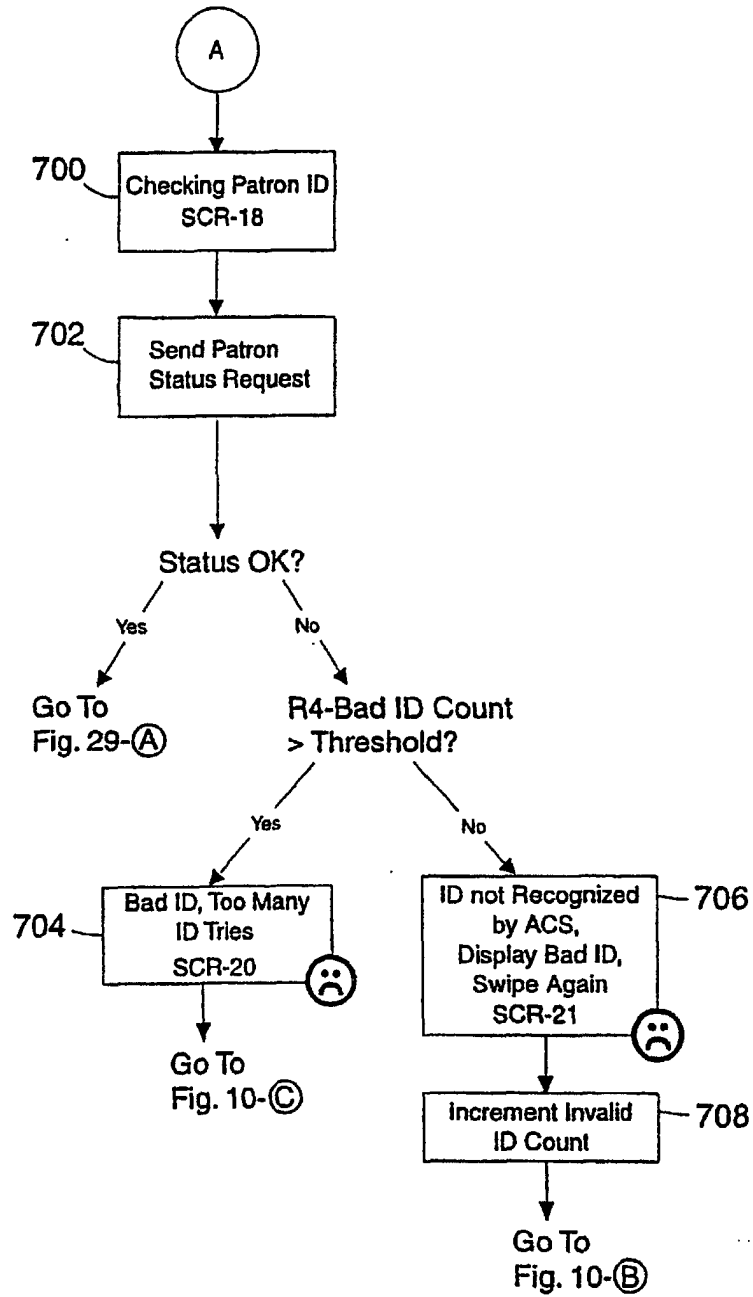 A
700
Checking Patron ID
SCR-18
702
Send Patron
Status Request
Status OK?
Yes
No
Go To
Fig. 29-Ⓐ
R4-Bad ID Count
> Threshold?
Yes
No
704
Bad ID, Too Many
ID Tries
SCR-20
Go To
Fig. 10-Ⓒ
706
ID not Recognized
by ACS,
Display Bad ID,
Swipe Again
SCR-21
708
Increment Invalid
ID Count
Go To
Fig. 10-Ⓑ